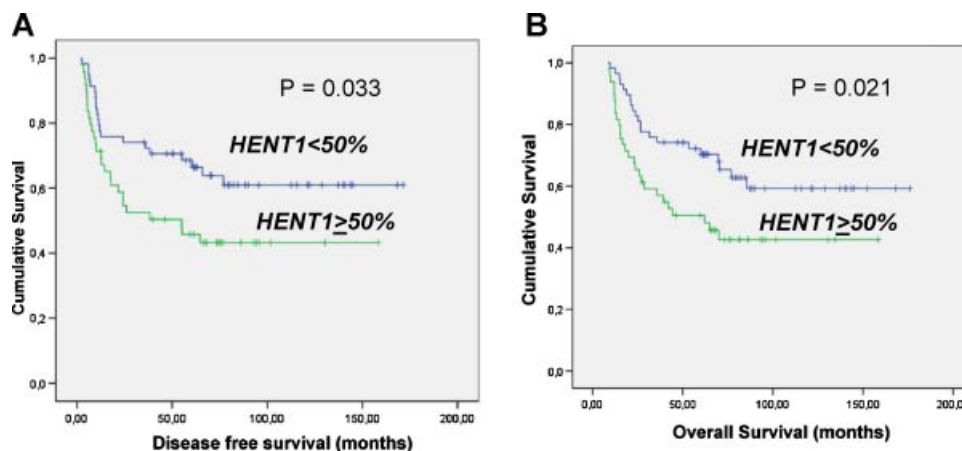 A
P = 0.033
HENT1<50%
HENT1≥50%
Cumulative Survival
1,0
0,8
0,6
0,4
0,2
0,0
,00
50,00
100,00
150,00
200,00
Disease free survival (months)
B
P = 0.021
HENT1<50%
HENT1≥50%
Cumulative Survival
1,0
0,8
0,6
0,4
0,2
0,0
0,00
50,00
100,00
150,00
200,0
Overall Survival (months)